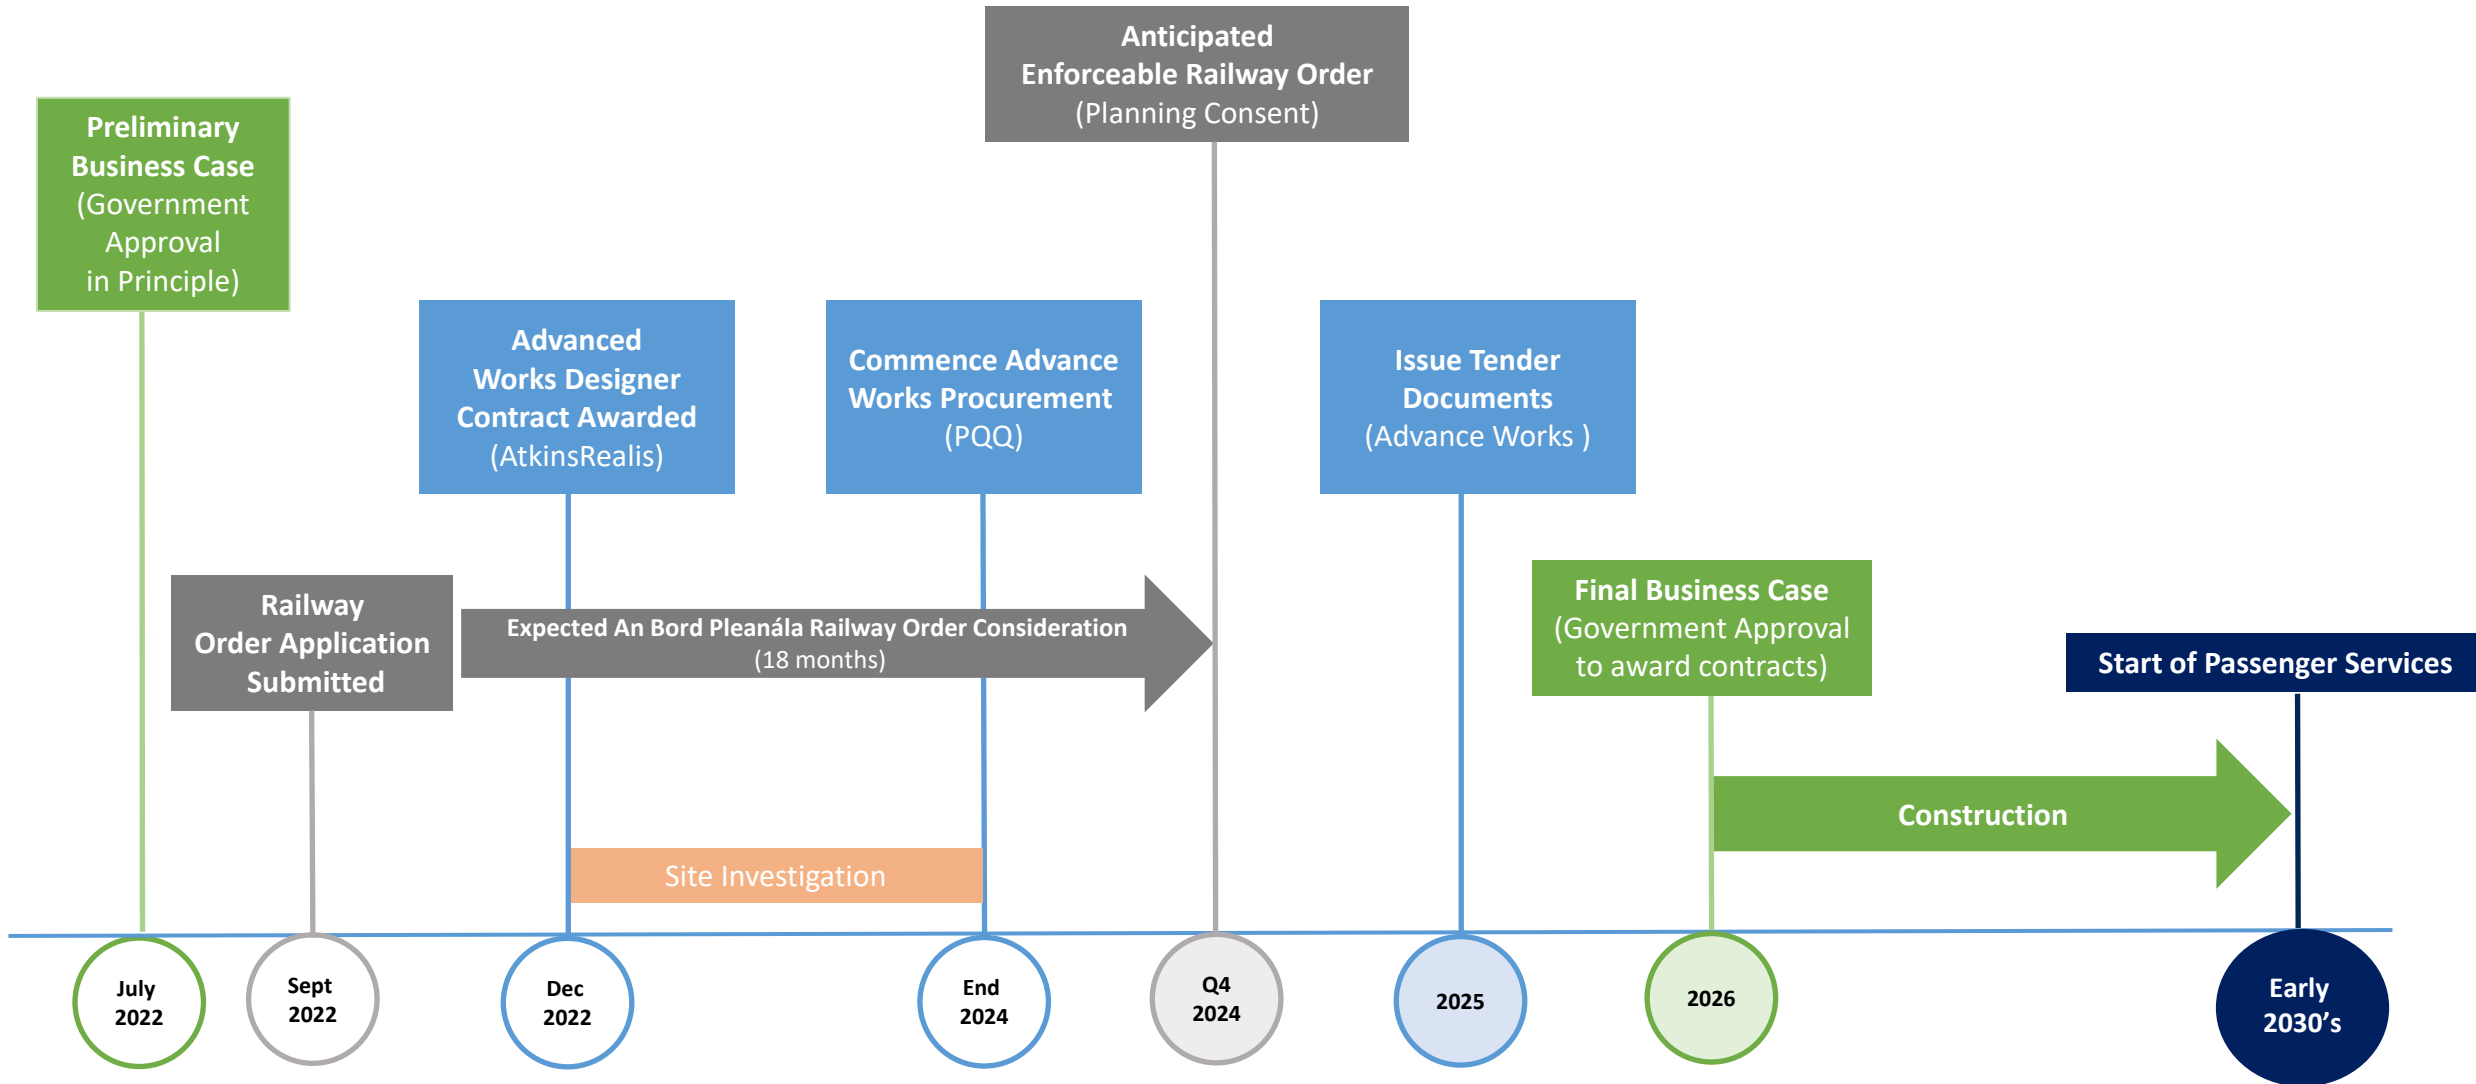 Anticipated
Enforceable Railway Order
(Planning Consent)
Preliminary
Business Case
(Government
Approval
in Principle)
Advanced
Works Designer
Contract Awarded
(AtkinsRealis)
Commence Advance
Works Procurement
(PQQ)
Issue Tender
Documents
(Advance Works )
Railway
Order Application
Submitted
Expected An Bord Pleanála Railway Order Consideration
(18 months)
Final Business Case
(Government Approval
to award contracts)
Start of Passenger Services
Construction
Site Investigation
July
2022
Sept
2022
Dec
2022
End
2024
Q4
2024
2025
2026
Early
2030’s